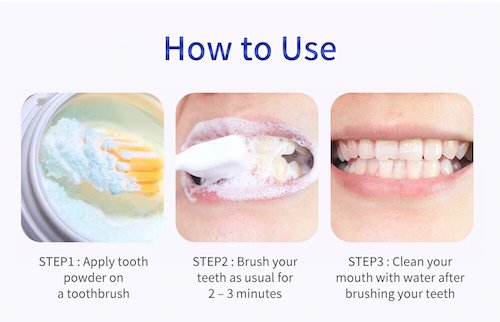 How to Use
STEP1 : Apply tooth
powder on
a toothbrush
STEP2 : Brush your
teeth as usual for
2 – 3 minutes
STEP3 : Clean your
mouth with water after
brushing your teeth